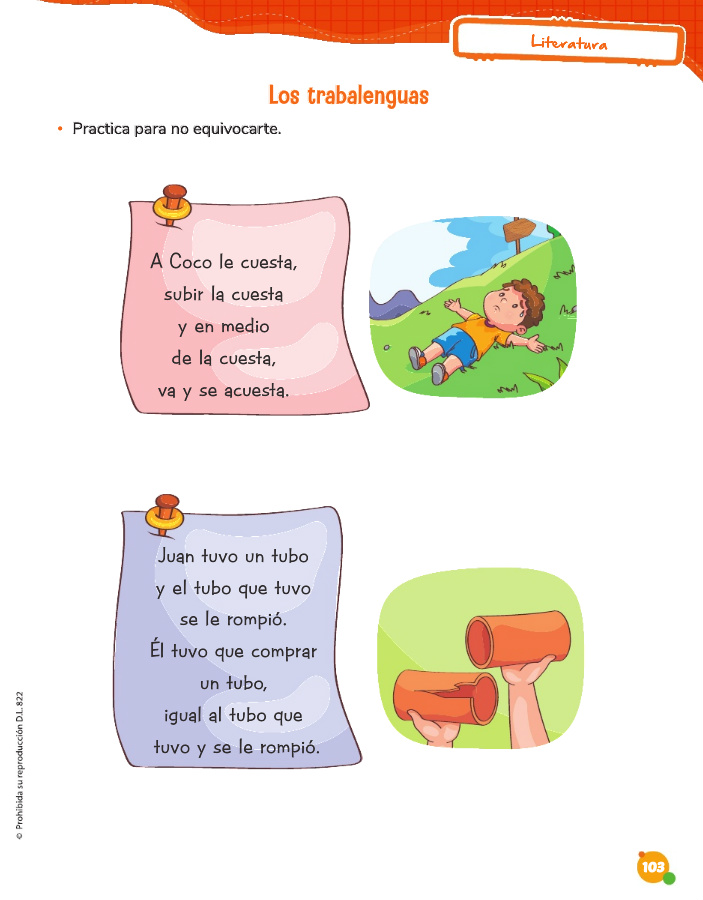 Literatura
Los trabalenguas
• Practica para no equivocarte.
A Coco le cuesta,
subir la cuesta
y en medio
de la cuesta,
va y se acuesta.
Juan tuvo un tubo
y el tubo que tuvo
se le rompió.
Él tuvo que comprar
un tubo,
igual al tubo que
tuvo y se le rompió.
© Prohibida su reproducción D.L. 822
103